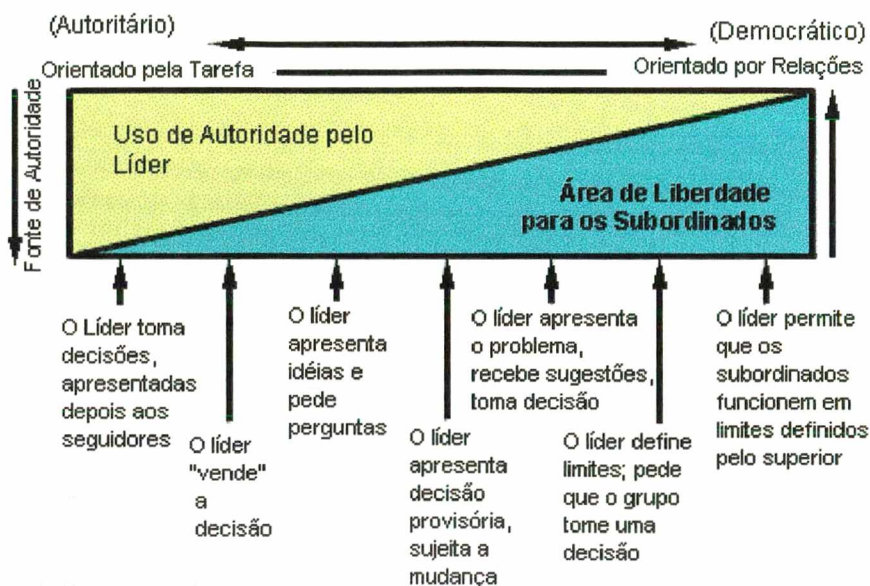 (Autoritário)
(Democrático)
Orientado pela Tarefa
Orientado por Relações
Fonte de Autoridade
Uso de Autoridade pelo
Líder
Área de Liberdade
para os Subordinados
O Líder toma
decisões,
apresentadas
depois aos
seguidores
O líder
"vende"
a
decisão
O líder
apresenta
idéias e
pede
perguntas
O líder
apresenta
decisão
provisória,
sujeita a
mudança
O líder apresenta
o problema,
recebe sugestões,
toma decisão
O líder define
limites; pede
que o grupo
tome uma
decisão
O líder permite
que os
subordinados
funcionem em
limites definidos
pelo superior